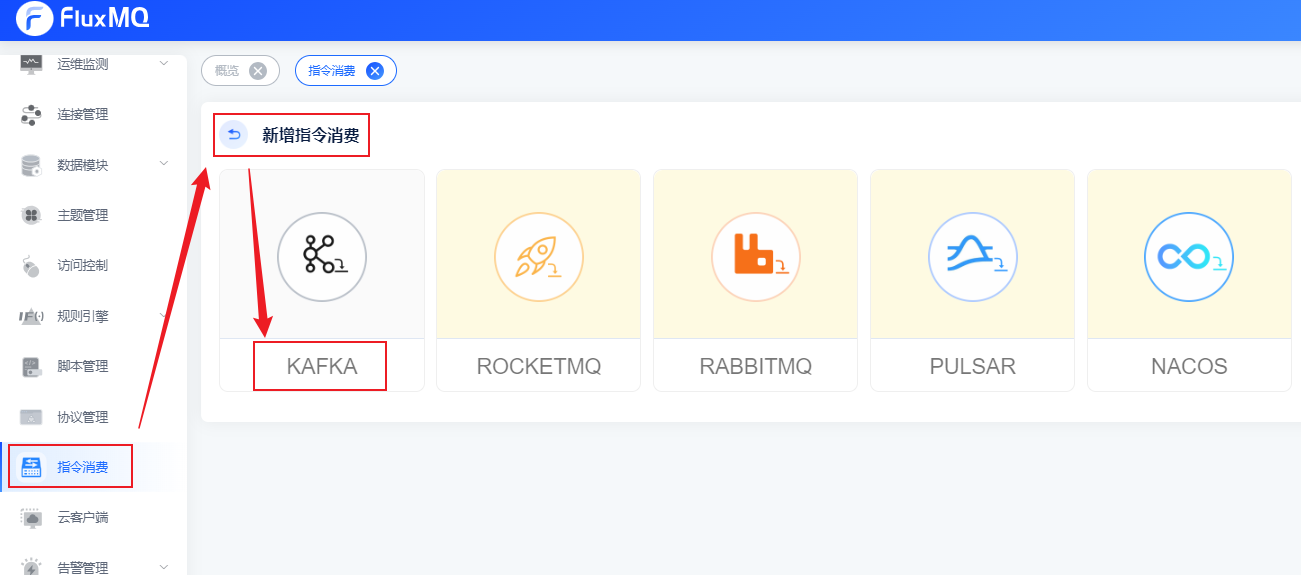 FluxMQ
运维监测
连接管理
数据模块
主题管理
访问控制
规则引擎
脚本管理
协议管理
指令消费
云客户端
告警管理
概览
指令消费
新增指令消费
KAFKA
ROCKETMQ
RABBITMQ
PULSAR
NACOS